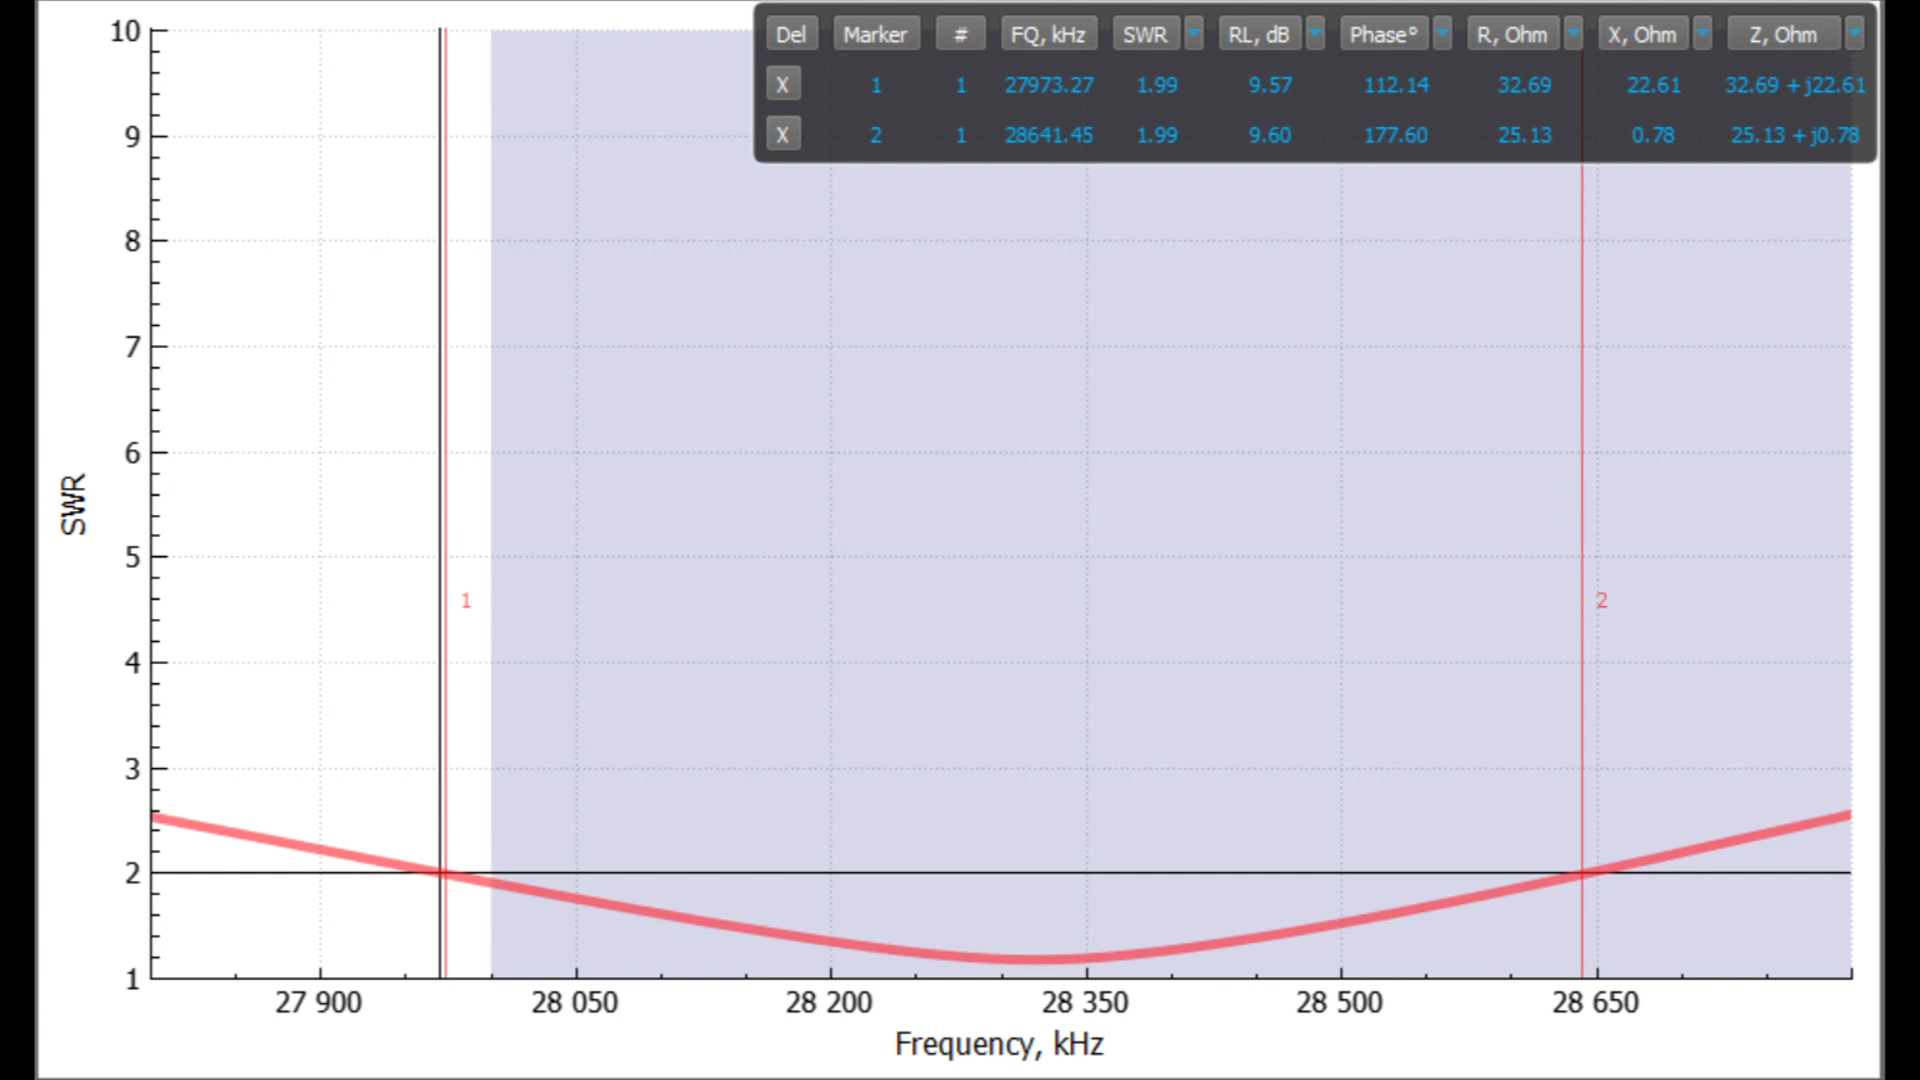 Del Marker # FQ, kHz SWR RL, dB Phase° R, Ohm X, Ohm Z, Ohm
X 1 1 27973.27 1.99 9.57 112.14 32.69 22.61 32.69 + j22.61
X 2 1 28641.45 1.99 9.60 177.60 25.13 0.78 25.13 + j0.78
10
9
8
7
6
5
4
3
2
1
SWR
1
2
27 900 28 050 28 200 28 350 28 500 28 650
Frequency, kHz